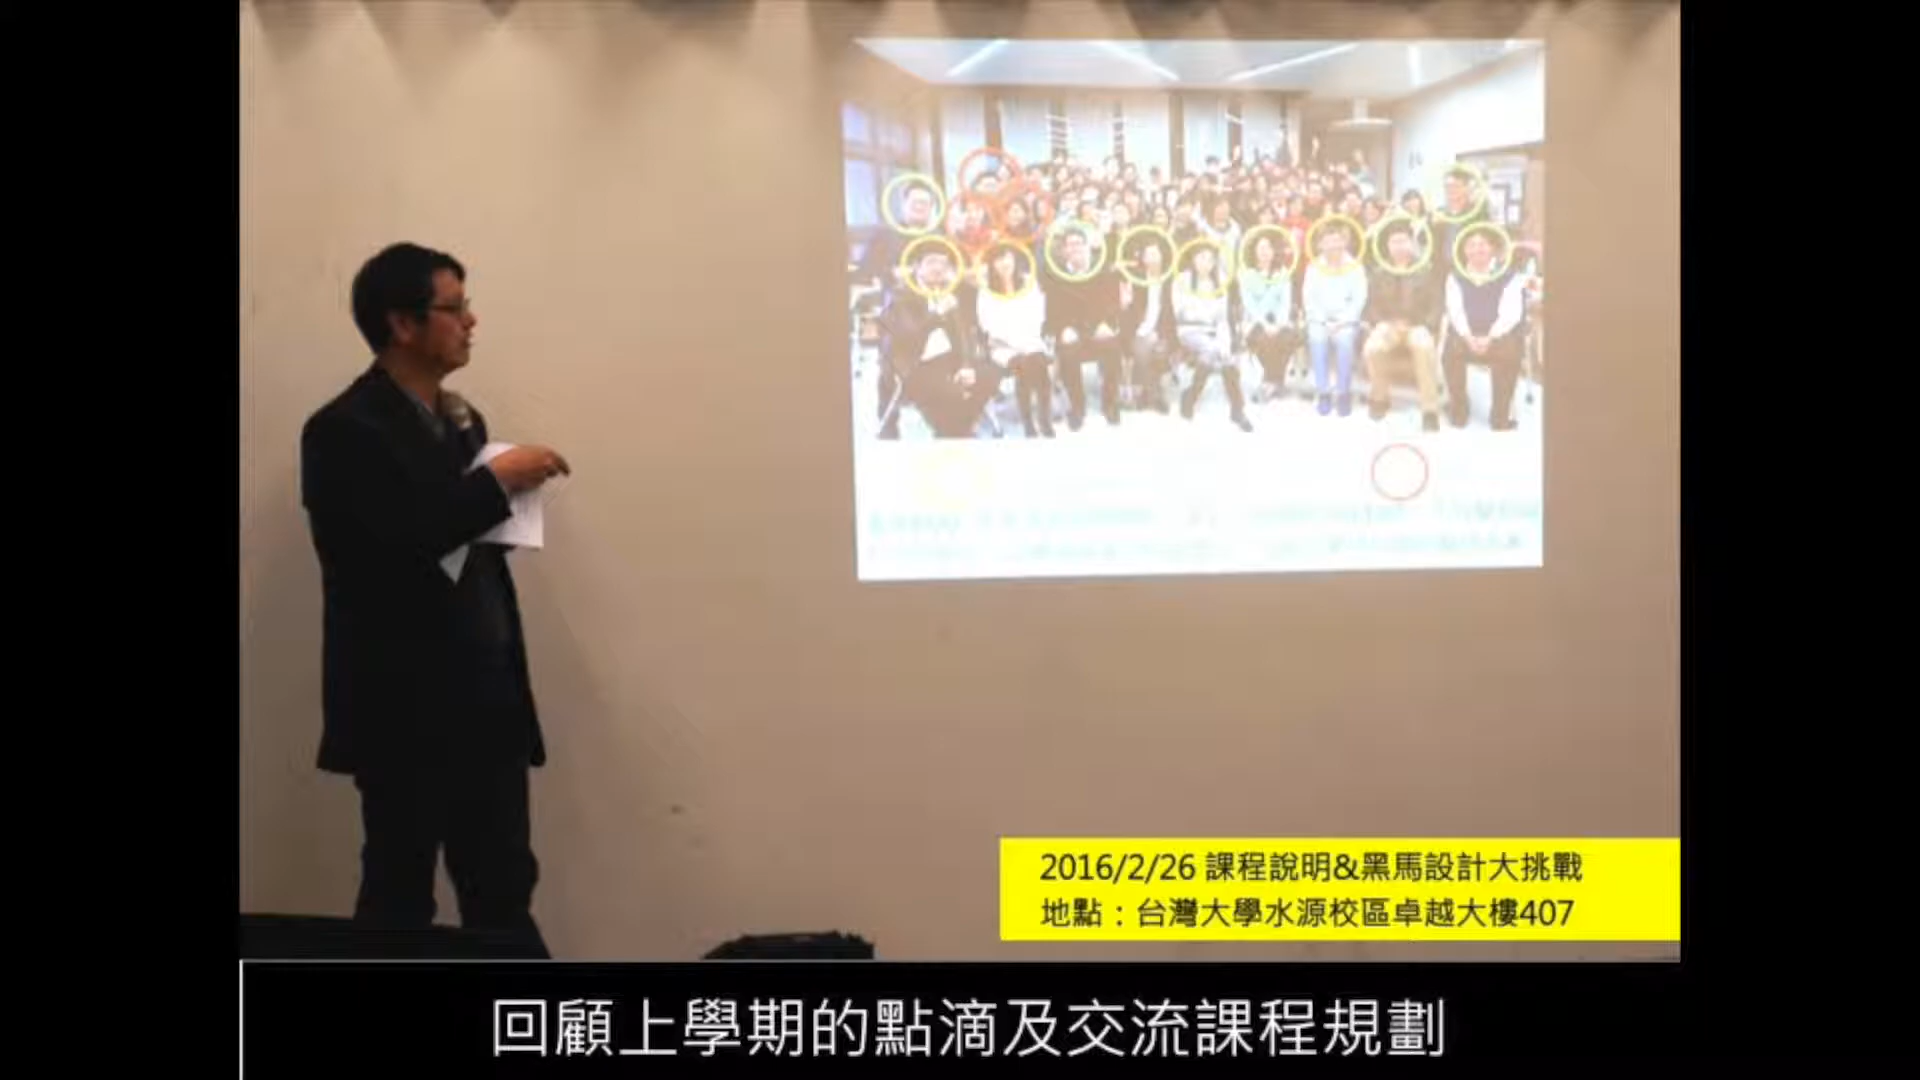 2016/2/26 課程說明&黑馬設計大挑戰
地點：台灣大學水源校區卓越大樓407
回顧上學期的點滴及交流課程規劃